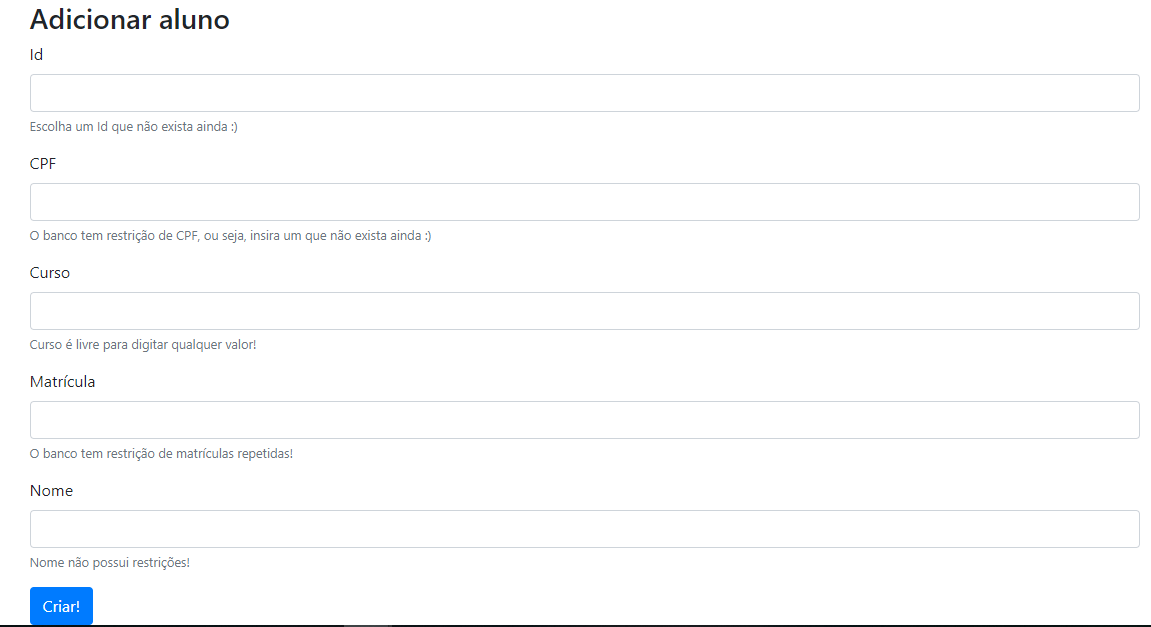 Adicionar aluno
Id
Escolha um Id que não exista ainda :)
CPF
O banco tem restrição de CPF, ou seja, insira um que não exista ainda :)
Curso
Curso é livre para digitar qualquer valor!
Matrícula
O banco tem restrição de matrículas repetidas!
Nome
Nome não possui restrições!
Criar!